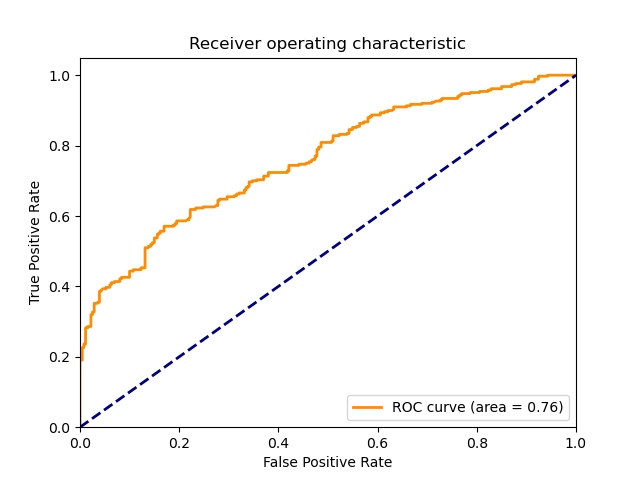 Receiver operating characteristic
True Positive Rate
1.0
0.8
0.6
0.4
0.2
0.0
0.0 0.2 0.4 0.6 0.8 1.0
False Positive Rate
ROC curve (area = 0.76)